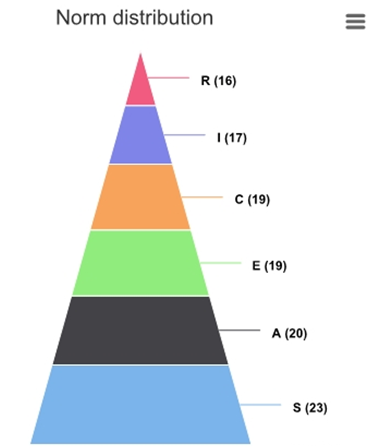 Norm distribution
R (16)
I (17)
C (19)
E (19)
A (20)
S (23)